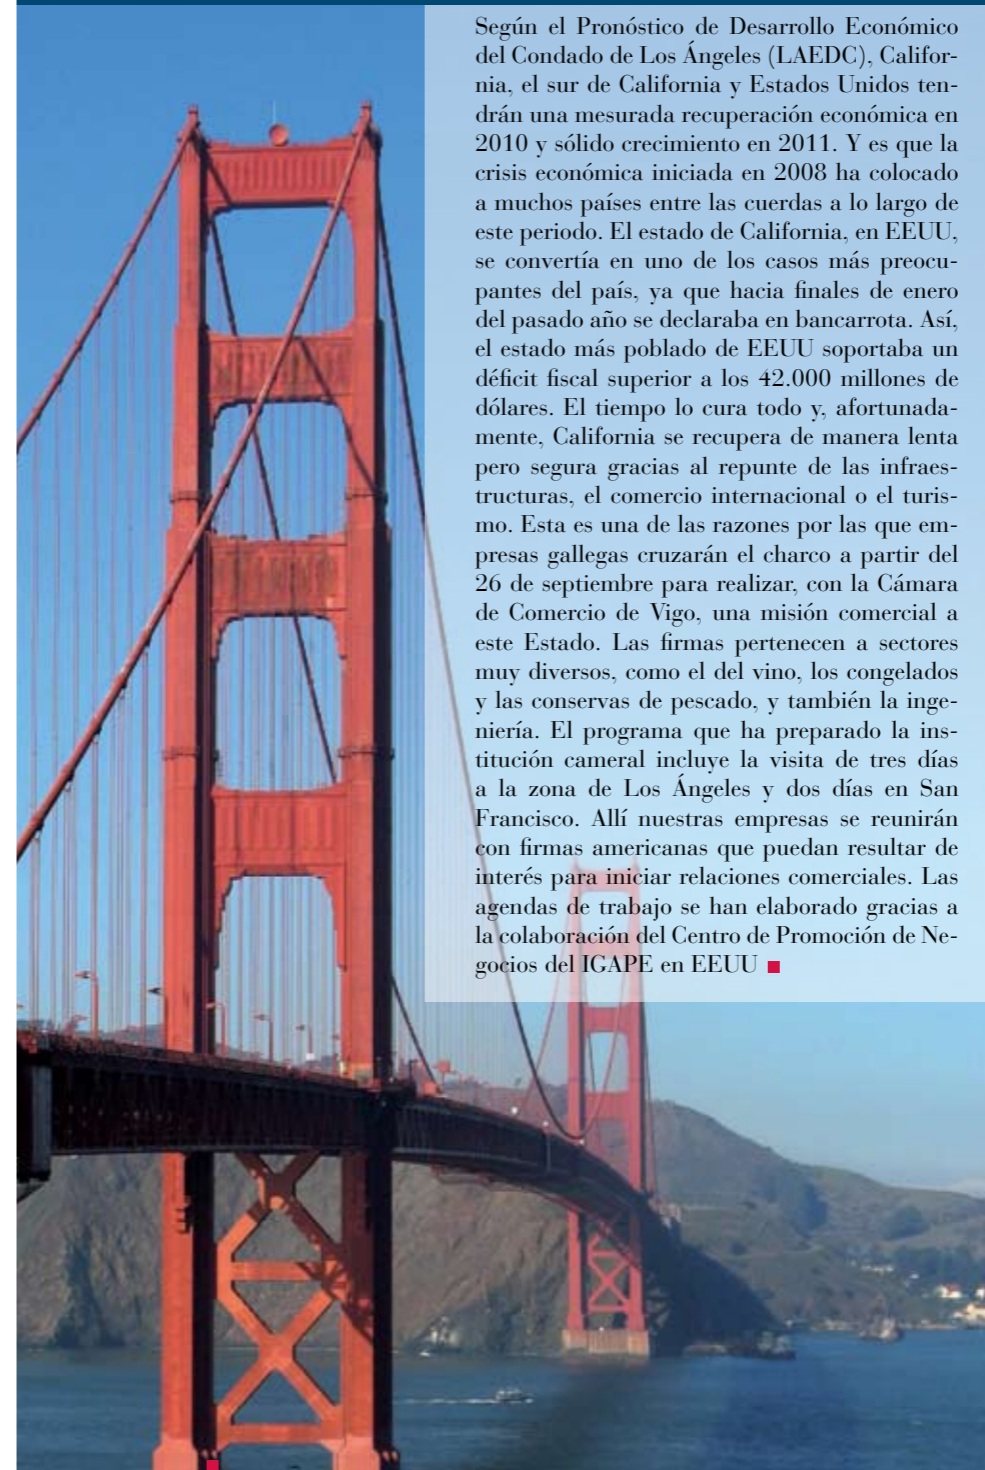 Según el Pronóstico de Desarrollo Económico
del Condado de Los Ángeles (LAEDC), Califor-
nia, el sur de California y Estados Unidos ten-
drán una mesurada recuperación económica en
2010 y sólido crecimiento en 2011. Y es que la
crisis económica iniciada en 2008 ha colocado
a muchos países entre las cuerdas a lo largo de
este periodo. El estado de California, en EEUU,
se convertía en uno de los casos más preocu-
pantes del país, ya que hacia finales de enero
del pasado año se declaraba en bancarrota. Así,
el estado más poblado de EEUU soportaba un
déficit fiscal superior a los 42.000 millones de
dólares. El tiempo lo cura todo y, afortunada-
mente, California se recupera de manera lenta
pero segura gracias al repunte de las infraes-
tructuras, el comercio internacional o el turis-
mo. Esta es una de las razones por las que em-
presas gallegas cruzarán el charco a partir del
26 de septiembre para realizar, con la Cámara
de Comercio de Vigo, una misión comercial a
este Estado. Las firmas pertenecen a sectores
muy diversos, como el del vino, los congelados
y las conservas de pescado, y también la inge-
niería. El programa que ha preparado la ins-
titución cameral incluye la visita de tres días
a la zona de Los Ángeles y dos días en San
Francisco. Allí nuestras empresas se reunirán
con firmas americanas que puedan resultar de
interés para iniciar relaciones comerciales. Las
agendas de trabajo se han elaborado gracias a
la colaboración del Centro de Promoción de Ne-
gocios del IGAPE en EEUU